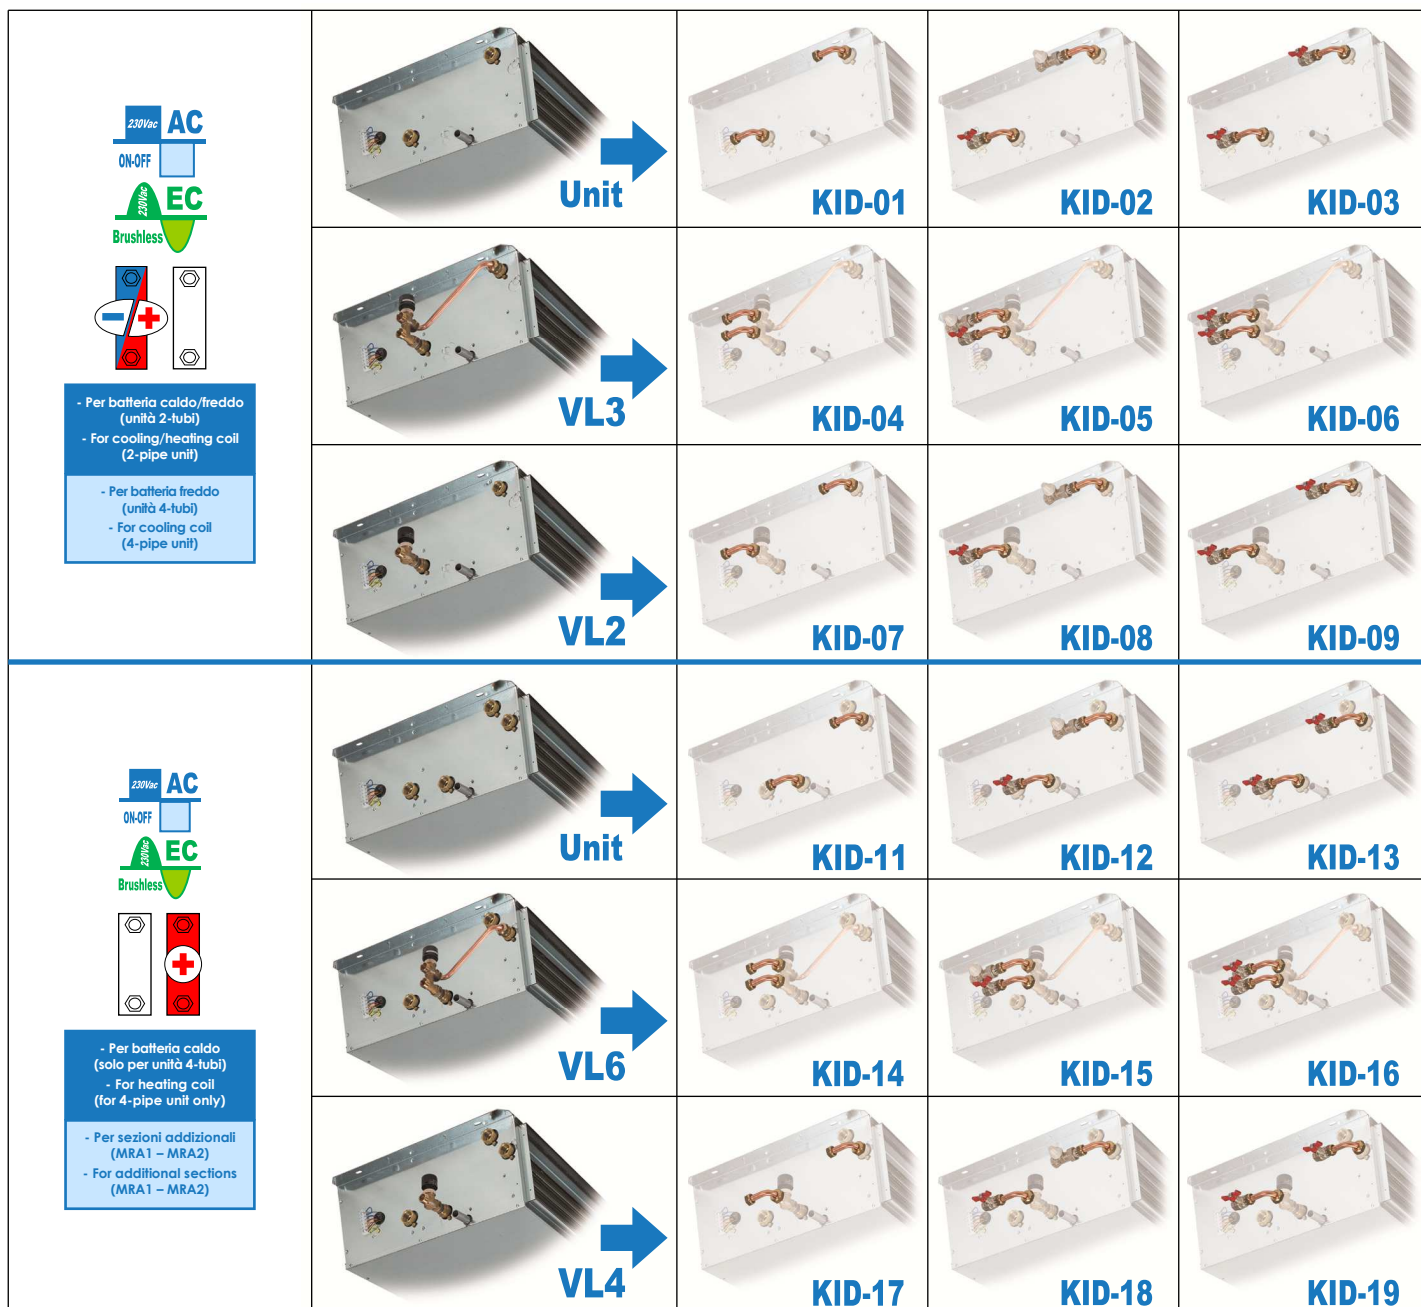 230Vac AC
ON-OFF
230Vac EC
Brushless
- Per batteria caldo/freddo
(unità 2-tubi)
- For cooling/heating coil
(2-pipe unit)
- Per batteria freddo
(unità 4-tubi)
- For cooling coil
(4-pipe unit)
Unit
KID-01
KID-02
KID-03
VL3
KID-04
KID-05
KID-06
VL2
KID-07
KID-08
KID-09
230Vac AC
ON-OFF
230Vac EC
Brushless
- Per batteria caldo
(solo per unità 4-tubi)
- For heating coil
(for 4-pipe unit only)
- Per sezioni addizionali
(MRA1 – MRA2)
- For additional sections
(MRA1 – MRA2)
Unit
KID-11
KID-12
KID-13
VL6
KID-14
KID-15
KID-16
VL4
KID-17
KID-18
KID-19